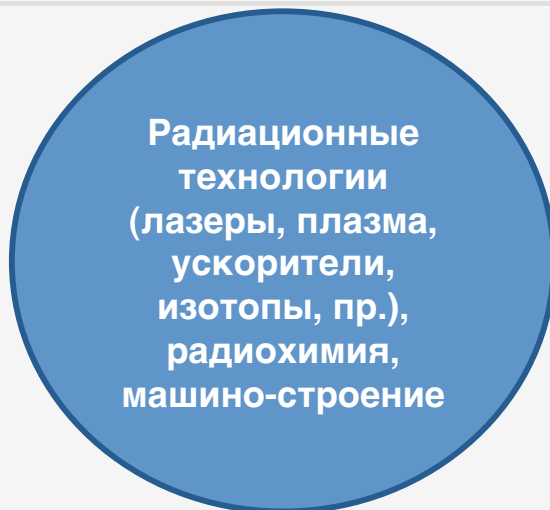 Радиационные
технологии
(лазеры, плазма,
ускорители,
изотопы, пр.),
радиохимия,
машино-строение